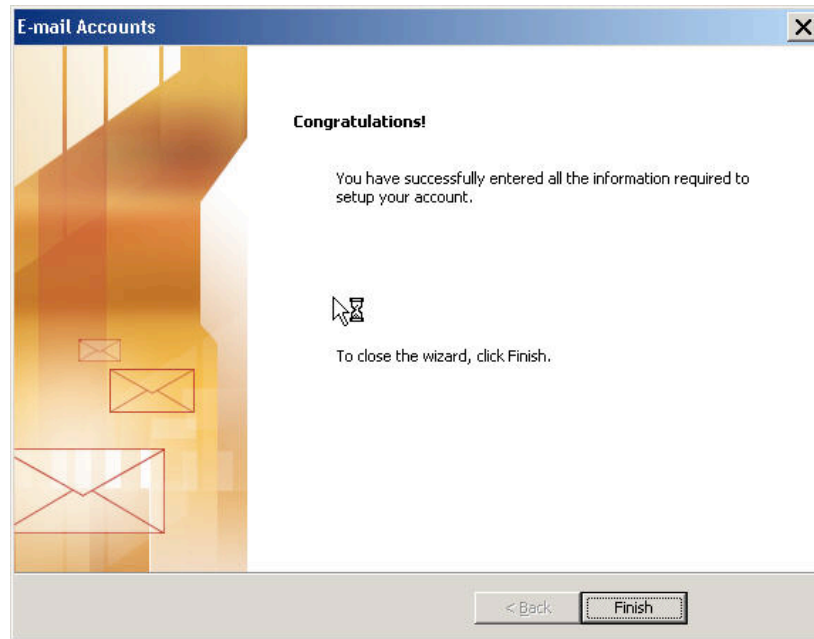 E-mail Accounts
Congratulations!
You have successfully entered all the information required to
setup your account.
To close the wizard, click Finish.
< Back
Finish